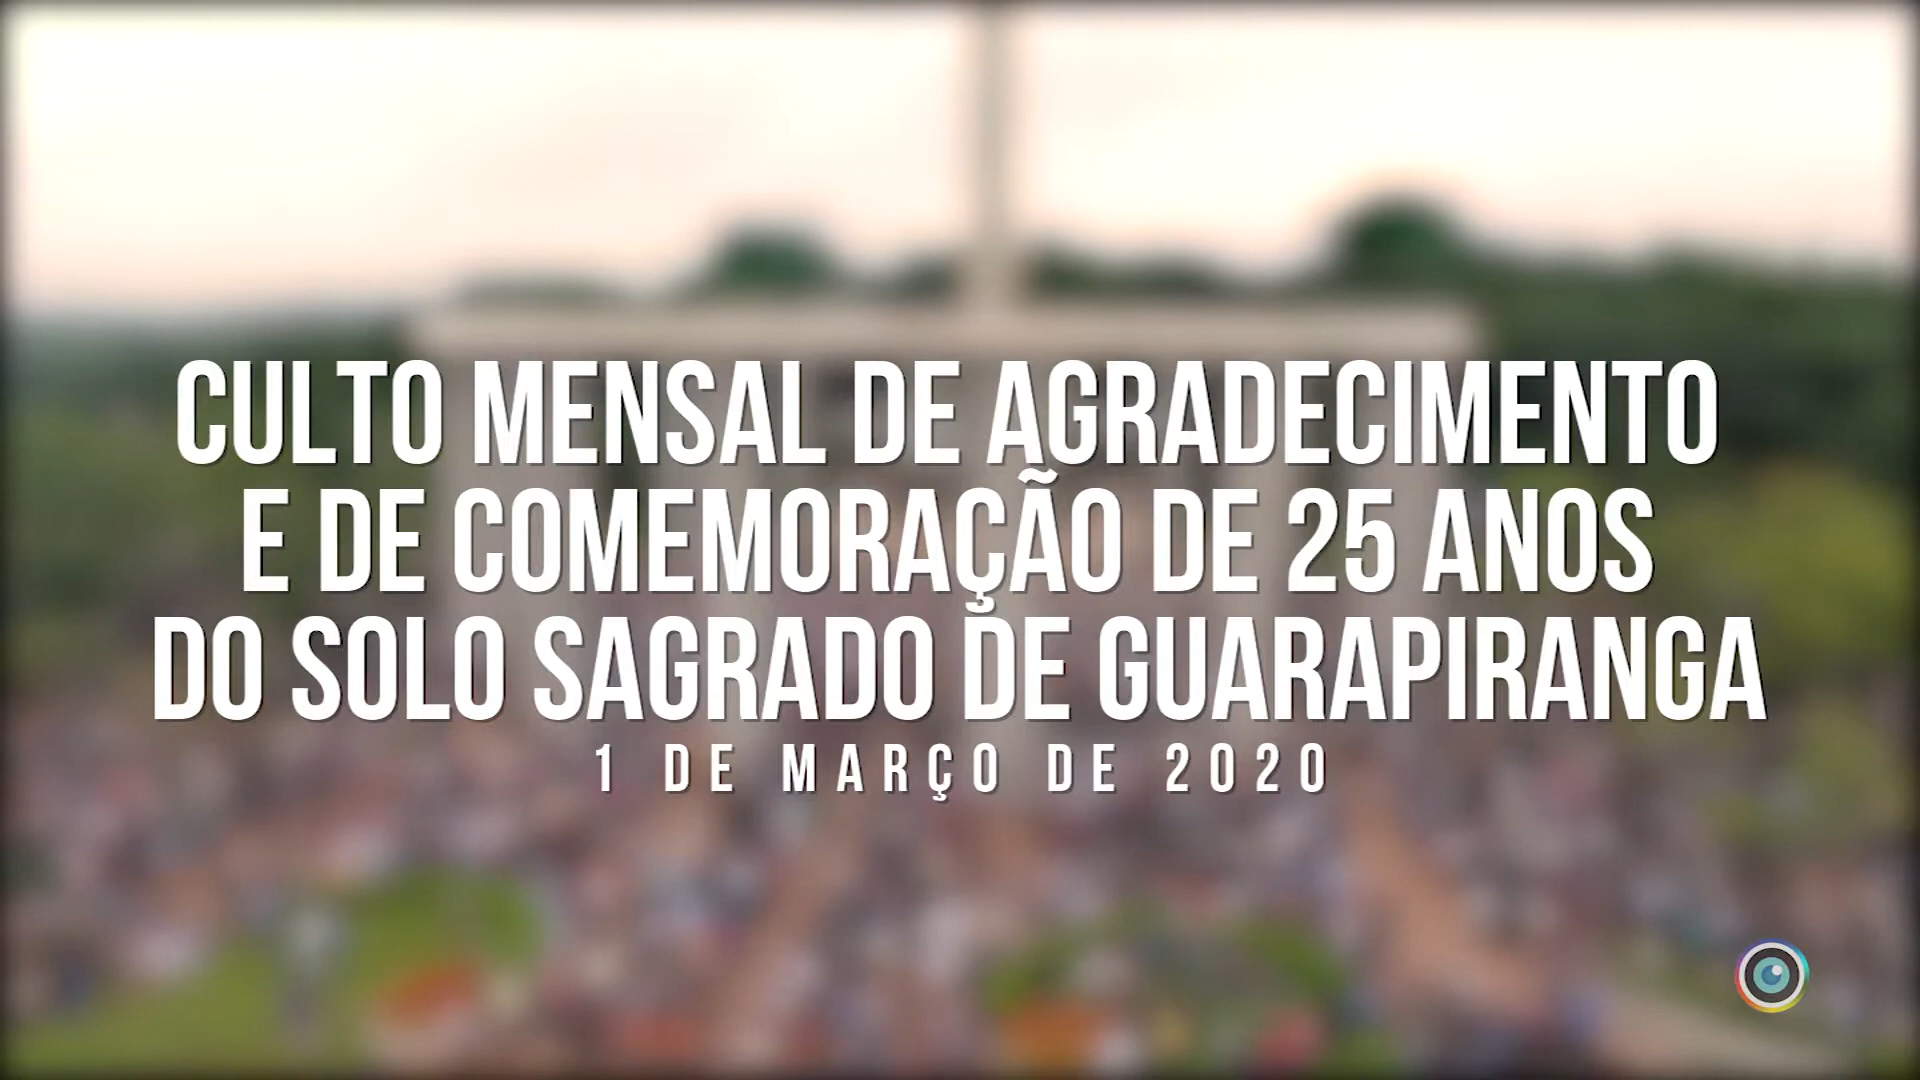 CULTO MENSAL DE AGRADECIMENTO
E DE COMEMORAÇÃO DE 25 ANOS
DO SOLO SAGRADO DE GUARAPIRANGA
1 DE MARÇO DE 2020